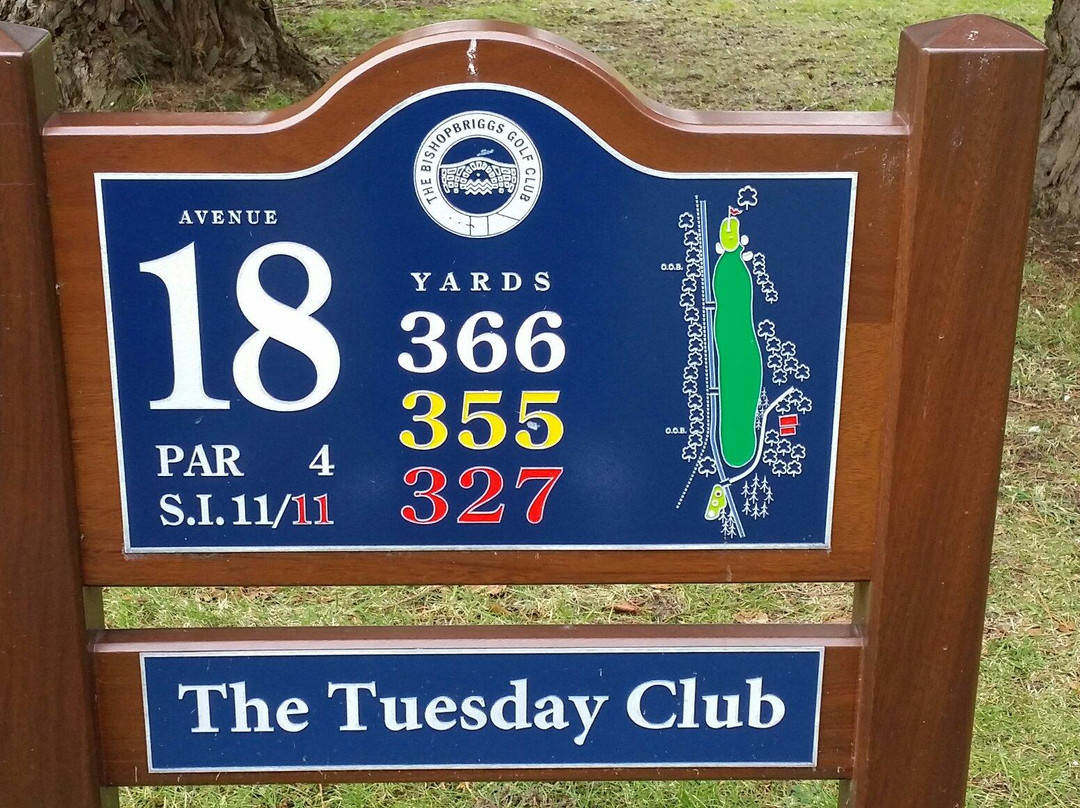 THE BISHOPBRIGGS GOLF CLUB
AVENUE
18
PAR 4
S.I. 11/11
YARDS
366
355
327
O.O.B.
O.O.B.
The Tuesday Club